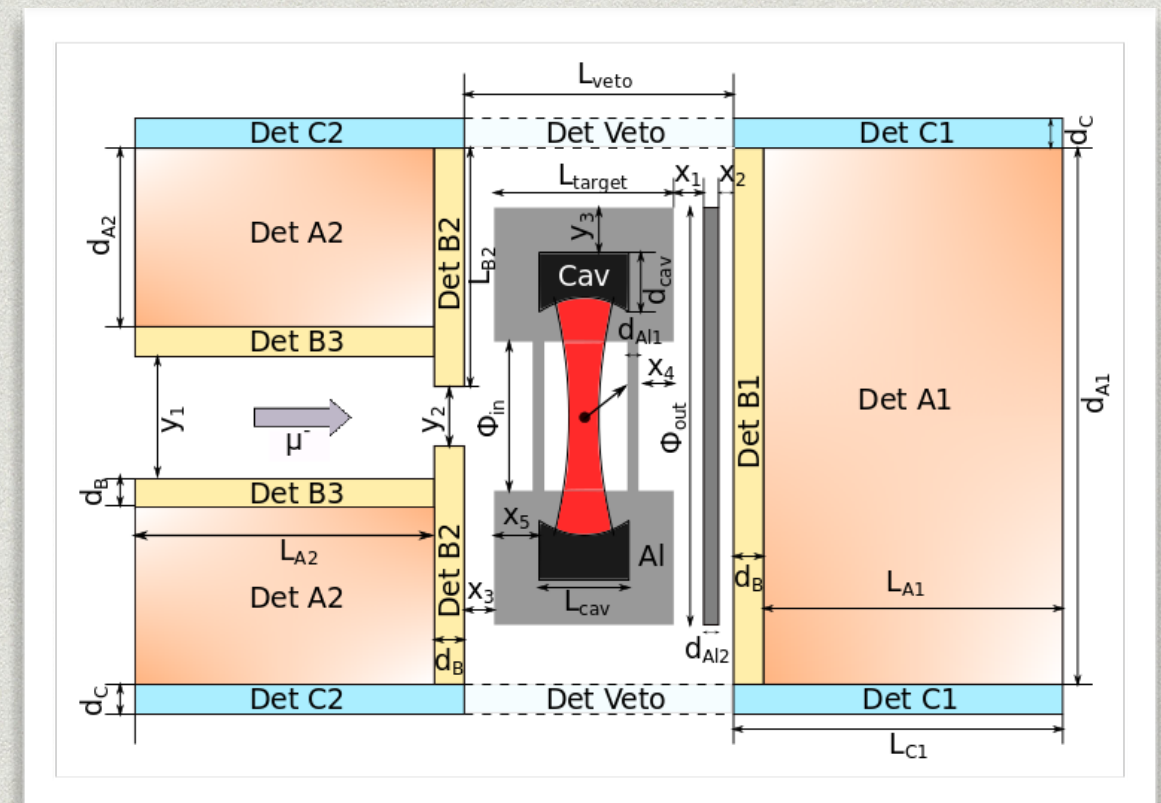 L_veto
Det C2
Det Veto
Det C1
d_C
L_target
x_1
x_2
d_A2
Det A2
Det B2
L_B2
y_3
Cav
d_cav
Det B3
d_Al1
x_4
y_1
μ⁻
y_2
Φ_in
Φ_out
Det B1
Det A1
d_A1
d_B
Det B3
x_5
L_A2
Al
Det A2
Det B2
x_3
L_cav
d_B
L_A1
d_B
d_Al2
d_C
Det C2
Det Veto
Det C1
L_C1